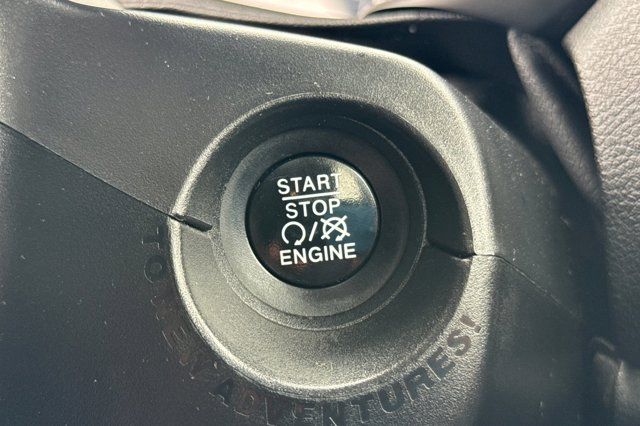 START
STOP
ENGINE
TO NEW ADVENTURES!